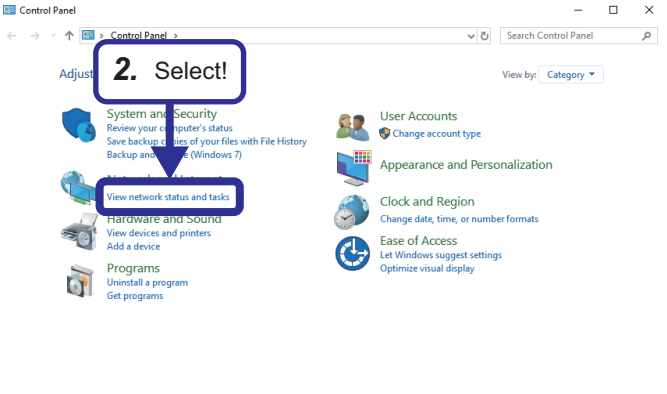 Control Panel
Control Panel
Search Control Panel
Adjust
2. Select!
View by: Category
System and Security
Review your computer's status
Save backup copies of your files with File History
Backup and (Windows 7)
View network status and tasks
Hardware and Sound
View devices and printers
Add a device
Programs
Uninstall a program
Get programs
User Accounts
Change account type
Appearance and Personalization
Clock and Region
Change date, time, or number formats
Ease of Access
Let Windows suggest settings
Optimize visual display